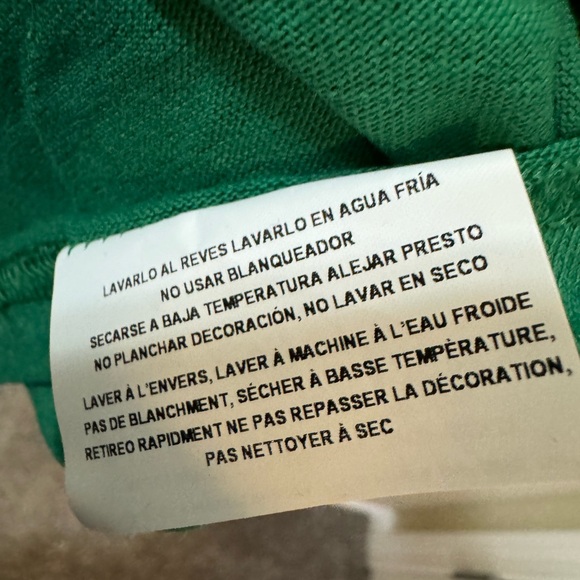 LAVARLO AL REVES LAVARLO EN AGUA FRÍA
NO USAR BLANQUEADOR
SECARSE A BAJA TEMPERATURA ALEJAR PRESTO
NO PLANCHAR DECORACIÓN, NO LAVAR EN SECO
LAVER À L'ENVERS, LAVER À MACHINE À L'EAU FROIDE
PAS DE BLANCHMENT, SÉCHER À BASSE TEMPÈRATURE,
RETIREO RAPIDMENT NE PAS REPASSER LA DÉCORATION,
PAS NETTOYER À SEC